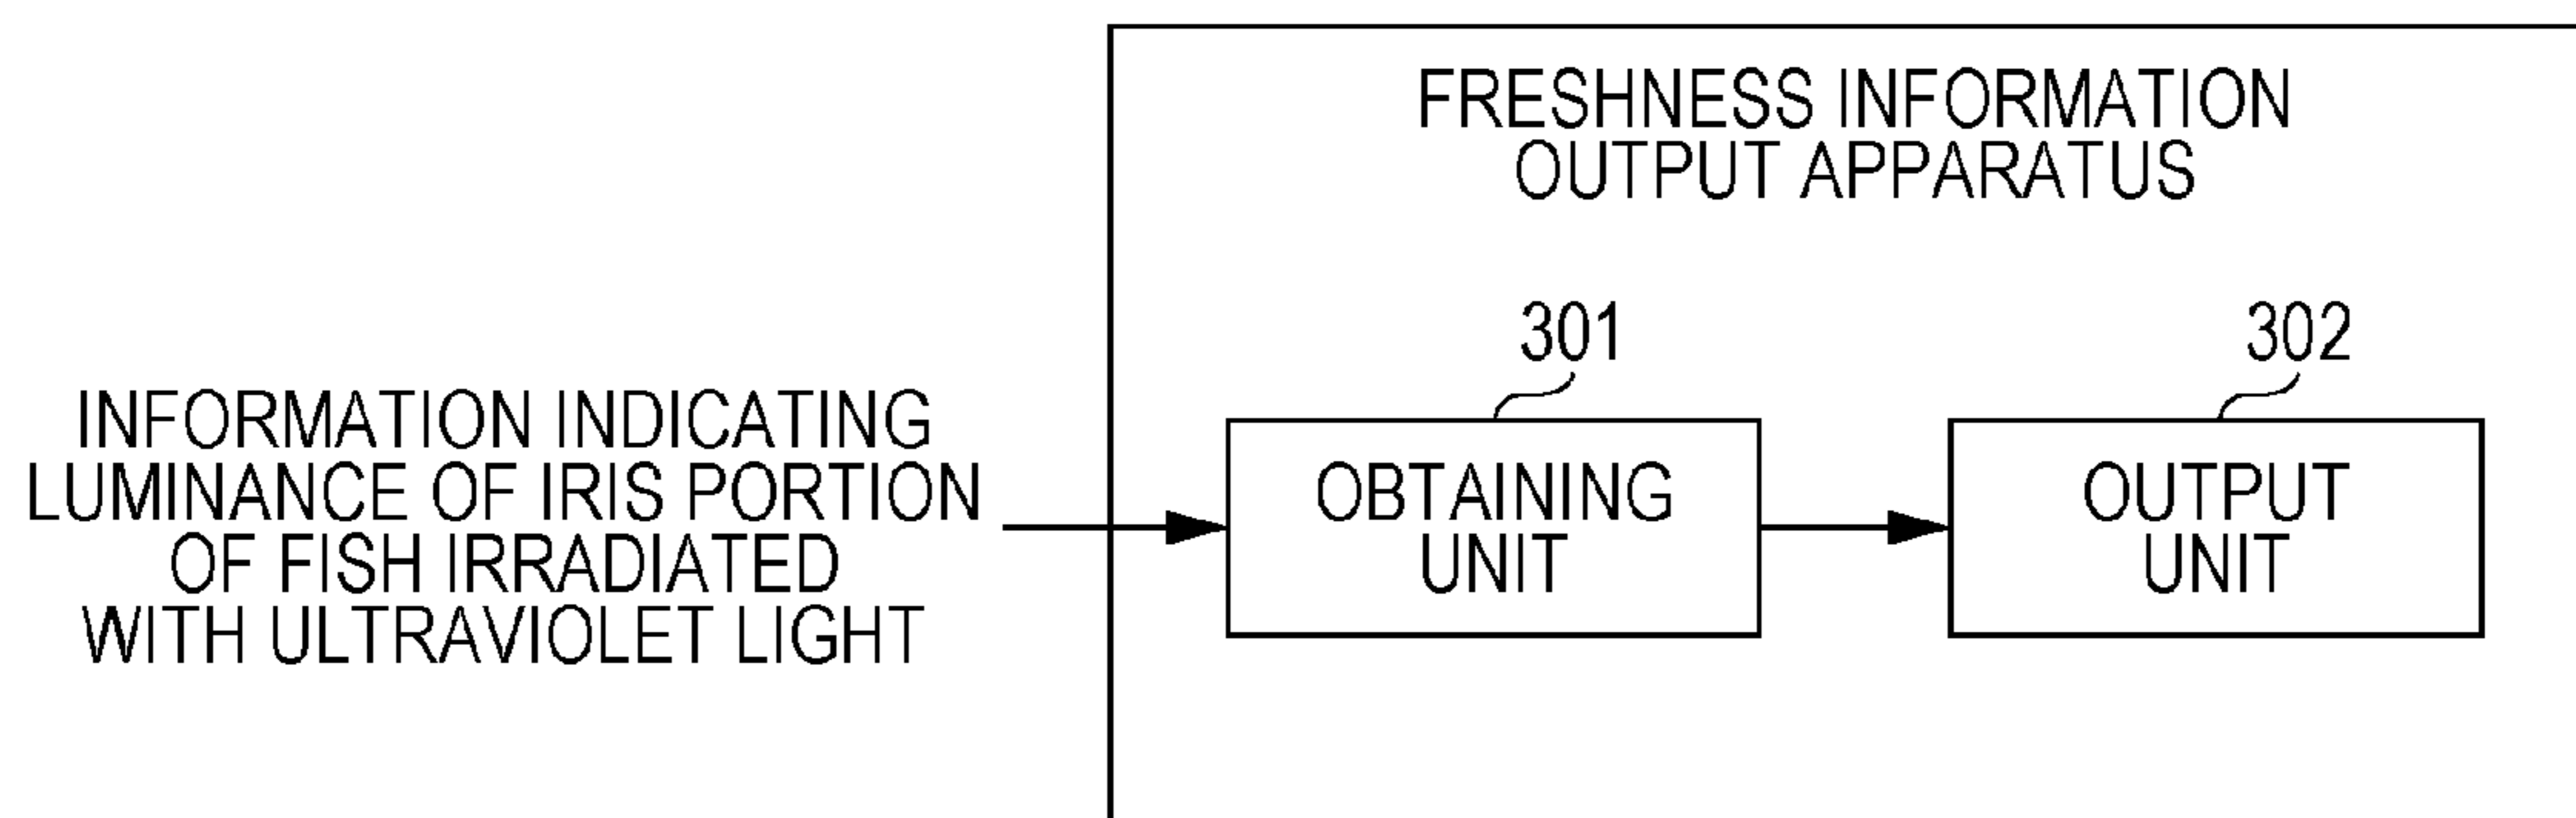 FRESHNESS INFORMATION
OUTPUT APPARATUS
301
302
INFORMATION INDICATING
LUMINANCE OF IRIS PORTION
OF FISH IRRADIATED
WITH ULTRAVIOLET LIGHT
OBTAINING
UNIT
OUTPUT
UNIT